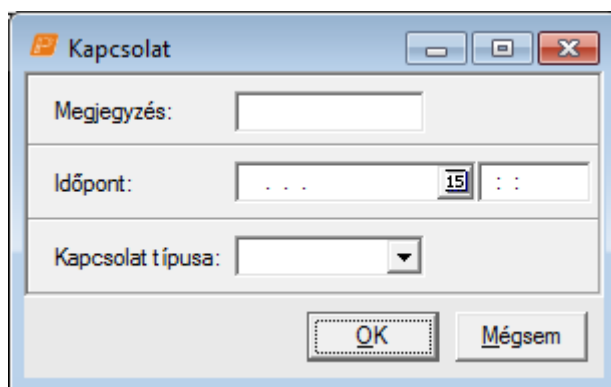 Kapcsolat
Megjegyzés:
Időpont: . . . 15 : :
Kapcsolat típusa:
OK Mégsem